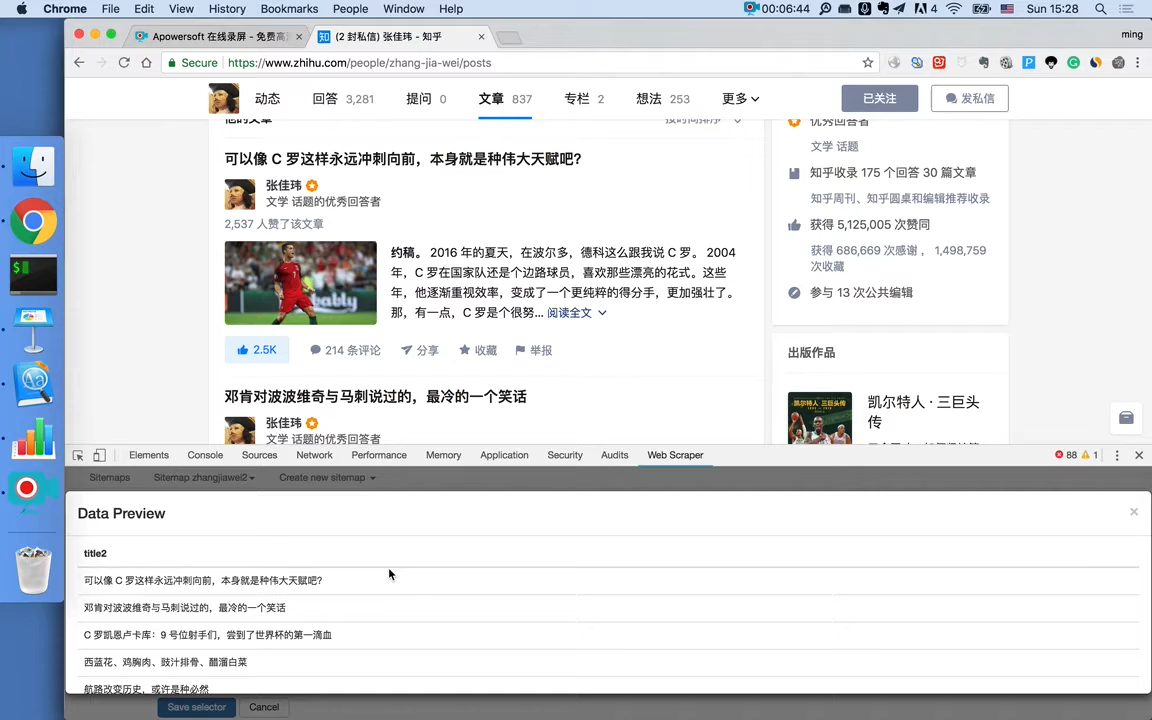 Chrome File Edit View History Bookmarks People Window Help 00:06:44 4 Sun 15:28
Apowersoft 在线录屏 - 免费高 (2 封私信) 张佳玮 - 知乎 ming
Secure https://www.zhihu.com/people/zhang-jia-wei/posts
动态 回答 3,281 提问 0 文章 837 专栏 2 想法 253 更多 已关注 发私信
他的文章 按时间排序
可以像 C 罗这样永远冲刺向前，本身就是种伟大天赋吧?
张佳玮
文学 话题的优秀回答者
2,537 人赞了该文章
约稿。 2016 年的夏天，在波尔多，德科这么跟我说 C 罗。 2004
年，C 罗在国家队还是个边路球员，喜欢那些漂亮的花式。这些
年，他逐渐重视效率，变成了一个更纯粹的得分手，更加强壮了。
那，有一点，C 罗是个很努... 阅读全文
2.5K 214 条评论 分享 收藏 举报
邓肯对波波维奇与马刺说过的，最冷的一个笑话
张佳玮
文学 话题的优秀回答者
优秀回答者
文学 话题
知乎收录 175 个回答 30 篇文章
知乎周刊、知乎圆桌和编辑推荐收录
获得 5,125,005 次赞同
获得 686,669 次感谢， 1,498,759
次收藏
参与 13 次公共编辑
出版作品
凯尔特人 三巨头传
凯尔特人 · 三巨头
传
Elements Console Sources Network Performance Memory Application Security Audits Web Scraper 88 1
Sitemaps Sitemap zhangjiawei2 Create new sitemap
Data Preview
title2
可以像 C 罗这样永远冲刺向前，本身就是种伟大天赋吧?
邓肯对波波维奇与马刺说过的，最冷的一个笑话
C 罗凯恩卢卡库：9 号位射手们，尝到了世界杯的第一滴血
西蓝花、鸡胸肉、豉汁排骨、醋溜白菜
航路改变历史，或许是种必然
Save selector Cancel